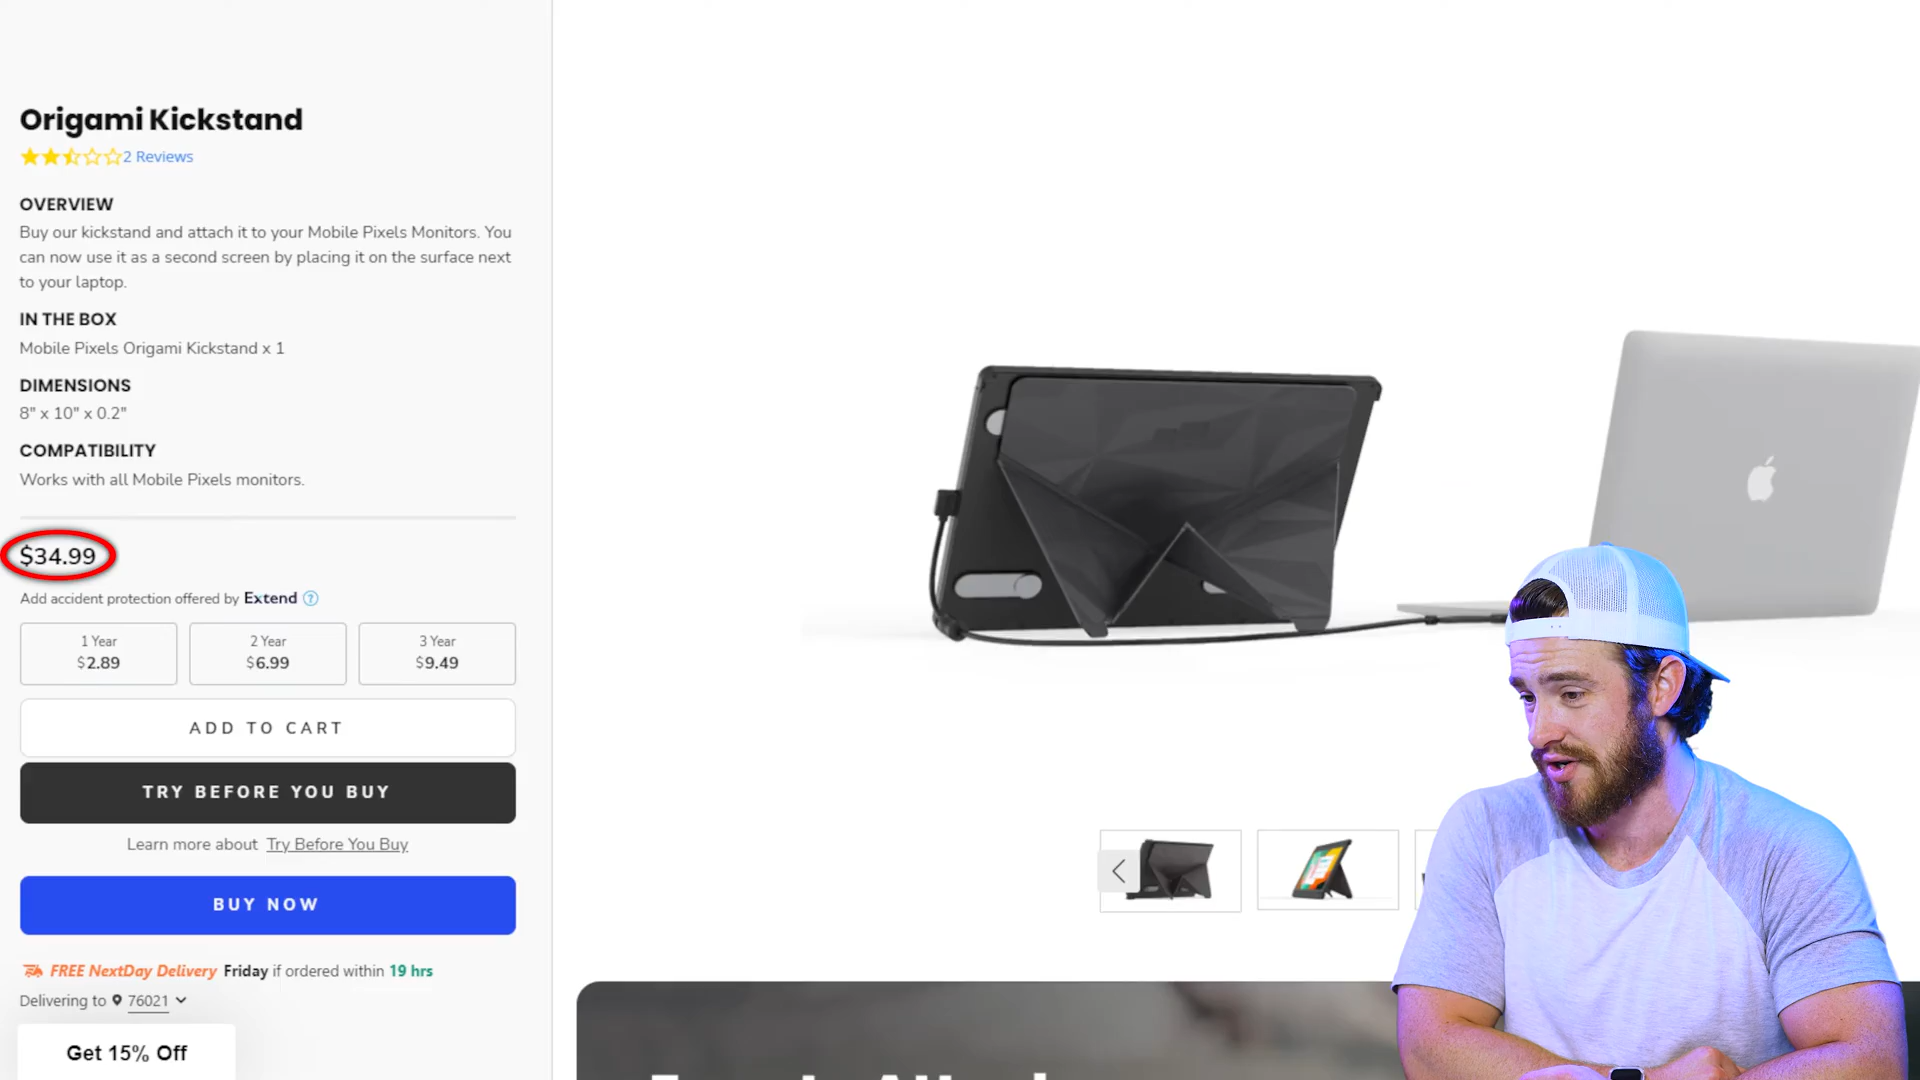 Origami Kickstand
2 Reviews
OVERVIEW
Buy our kickstand and attach it to your Mobile Pixels Monitors. You
can now use it as a second screen by placing it on the surface next
to your laptop.
IN THE BOX
Mobile Pixels Origami Kickstand x 1
DIMENSIONS
8" x 10" x 0.2"
COMPATIBILITY
Works with all Mobile Pixels monitors.
$34.99
Add accident protection offered by Extend ?
1 Year
$2.89
2 Year
$6.99
3 Year
$9.49
ADD TO CART
TRY BEFORE YOU BUY
Learn more about Try Before You Buy
BUY NOW
FREE NextDay Delivery Friday if ordered within 19 hrs
Delivering to 76021
Get 15% Off